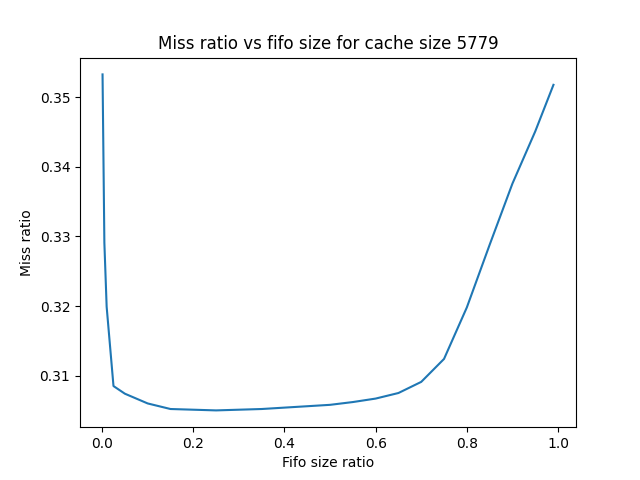 Miss ratio vs fifo size for cache size 5779
0.35
0.34
0.33
0.32
0.31
Miss ratio
0.0 0.2 0.4 0.6 0.8 1.0
Fifo size ratio